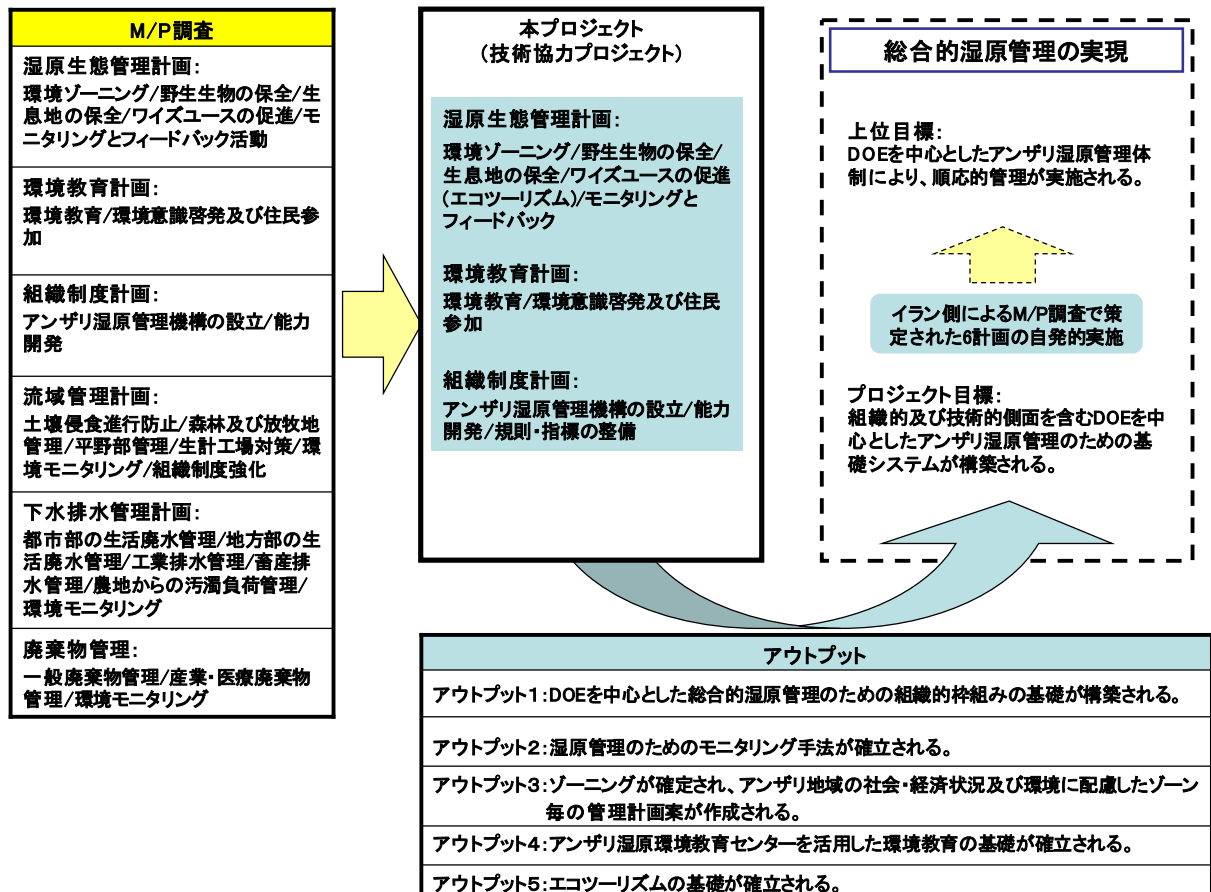 M/P調査
湿原生態管理計画:
環境ゾーニング/野生生物の保全/生
息地の保全/ワイズユースの促進/モ
ニタリングとフィードバック活動
環境教育計画:
環境教育/環境意識啓発及び住民参
加
組織制度計画:
アンザリ湿原管理機構の設立/能力
開発
流域管理計画:
土壌侵食進行防止/森林及び放牧地
管理/平野部管理/生計工場対策/環
境モニタリング/組織制度強化
下水排水管理計画:
都市部の生活廃水管理/地方部の生
活廃水管理/工業排水管理/畜産排
水管理/農地からの汚濁負荷管理/
環境モニタリング
廃棄物管理:
一般廃棄物管理/産業・医療廃棄物
管理/環境モニタリング
本プロジェクト
(技術協力プロジェクト)
湿原生態管理計画:
環境ゾーニング/野生生物の保全/
生息地の保全/ワイズユースの促進
(エコツーリズム)/モニタリングと
フィードバック
環境教育計画:
環境教育/環境意識啓発及び住民
参加
組織制度計画:
アンザリ湿原管理機構の設立/能力
開発/規則・指標の整備
総合的湿原管理の実現
上位目標:
DOEを中心としたアンザリ湿原管理体
制により、順応的管理が実施される。
イラン側によるM/P調査で策
定された6計画の自発的実施
プロジェクト目標:
組織的及び技術的側面を含むDOEを中
心としたアンザリ湿原管理のための基
礎システムが構築される。
アウトプット
アウトプット1:DOEを中心とした総合的湿原管理のための組織的枠組みの基礎が構築される。
アウトプット2:湿原管理のためのモニタリング手法が確立される。
アウトプット3:ゾーニングが確定され、アンザリ地域の社会・経済状況及び環境に配慮したゾーン
毎の管理計画案が作成される。
アウトプット4:アンザリ湿原環境教育センターを活用した環境教育の基礎が確立される。
アウトプット5:エコツーリズムの基礎が確立される。